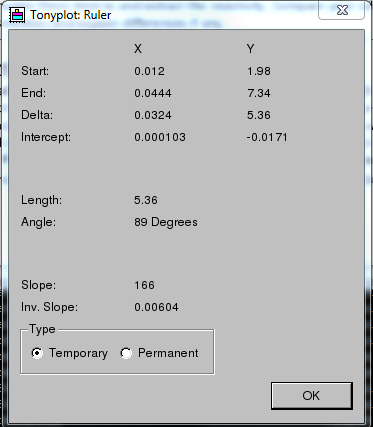 Tonyplot: Ruler
X Y
Start: 0.012 1.98
End: 0.0444 7.34
Delta: 0.0324 5.36
Intercept: 0.000103 -0.0171
Length: 5.36
Angle: 89 Degrees
Slope: 166
Inv. Slope: 0.00604
Type
Temporary Permanent
OK